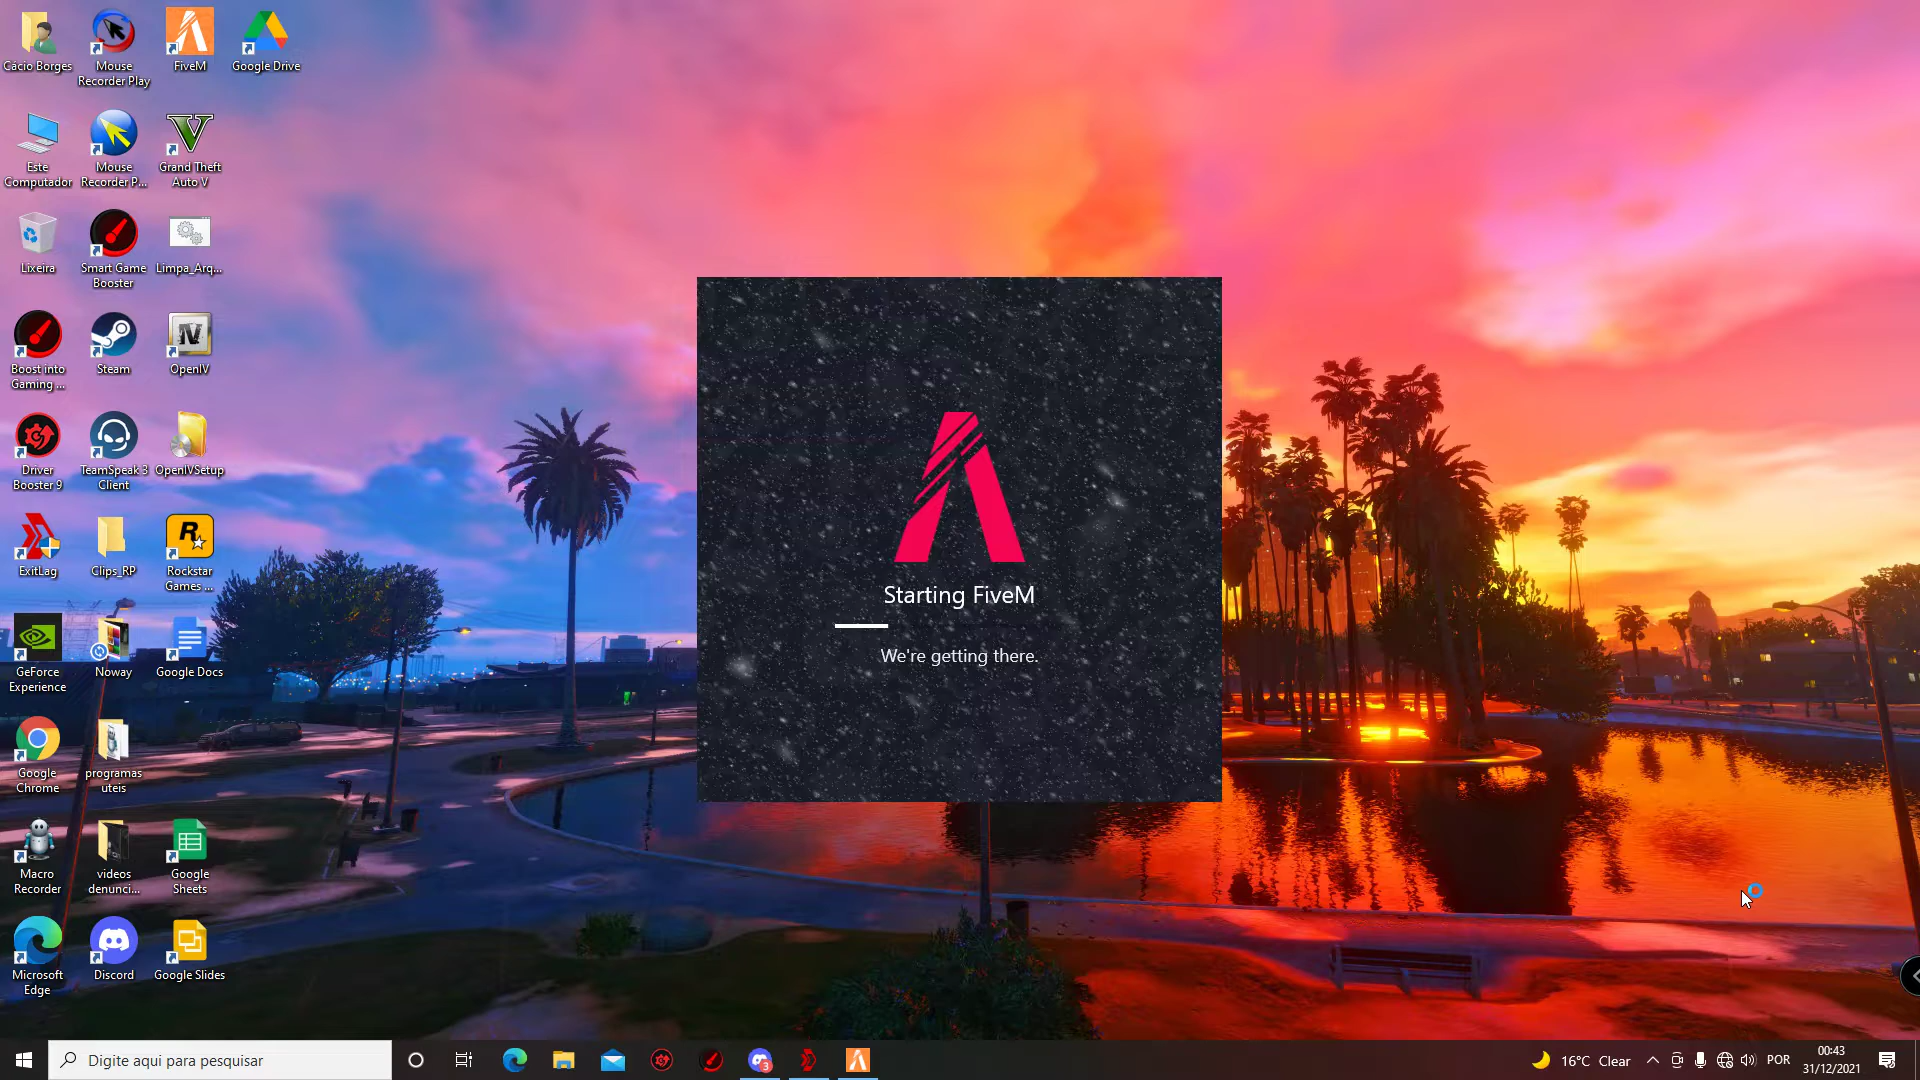 Cácio Borges
Mouse
Recorder Play
FiveM
Google Drive
Este
Computador
Mouse
Recorder P...
Grand Theft
Auto V
Lixeira
Smart Game
Booster
Limpa_Arq...
Boost into
Gaming ...
Steam
OpenIV
Driver
Booster 9
TeamSpeak 3
Client
OpenIVSetup
ExitLag
Clips_RP
Rockstar
Games ...
GeForce
Experience
Noway
Google Docs
Google
Chrome
programas
uteis
Macro
Recorder
videos
denunci...
Google
Sheets
Microsoft
Edge
Discord
Google Slides
Starting FiveM
We're getting there.
Digite aqui para pesquisar
3
16°C Clear
POR
00:43
31/12/2021